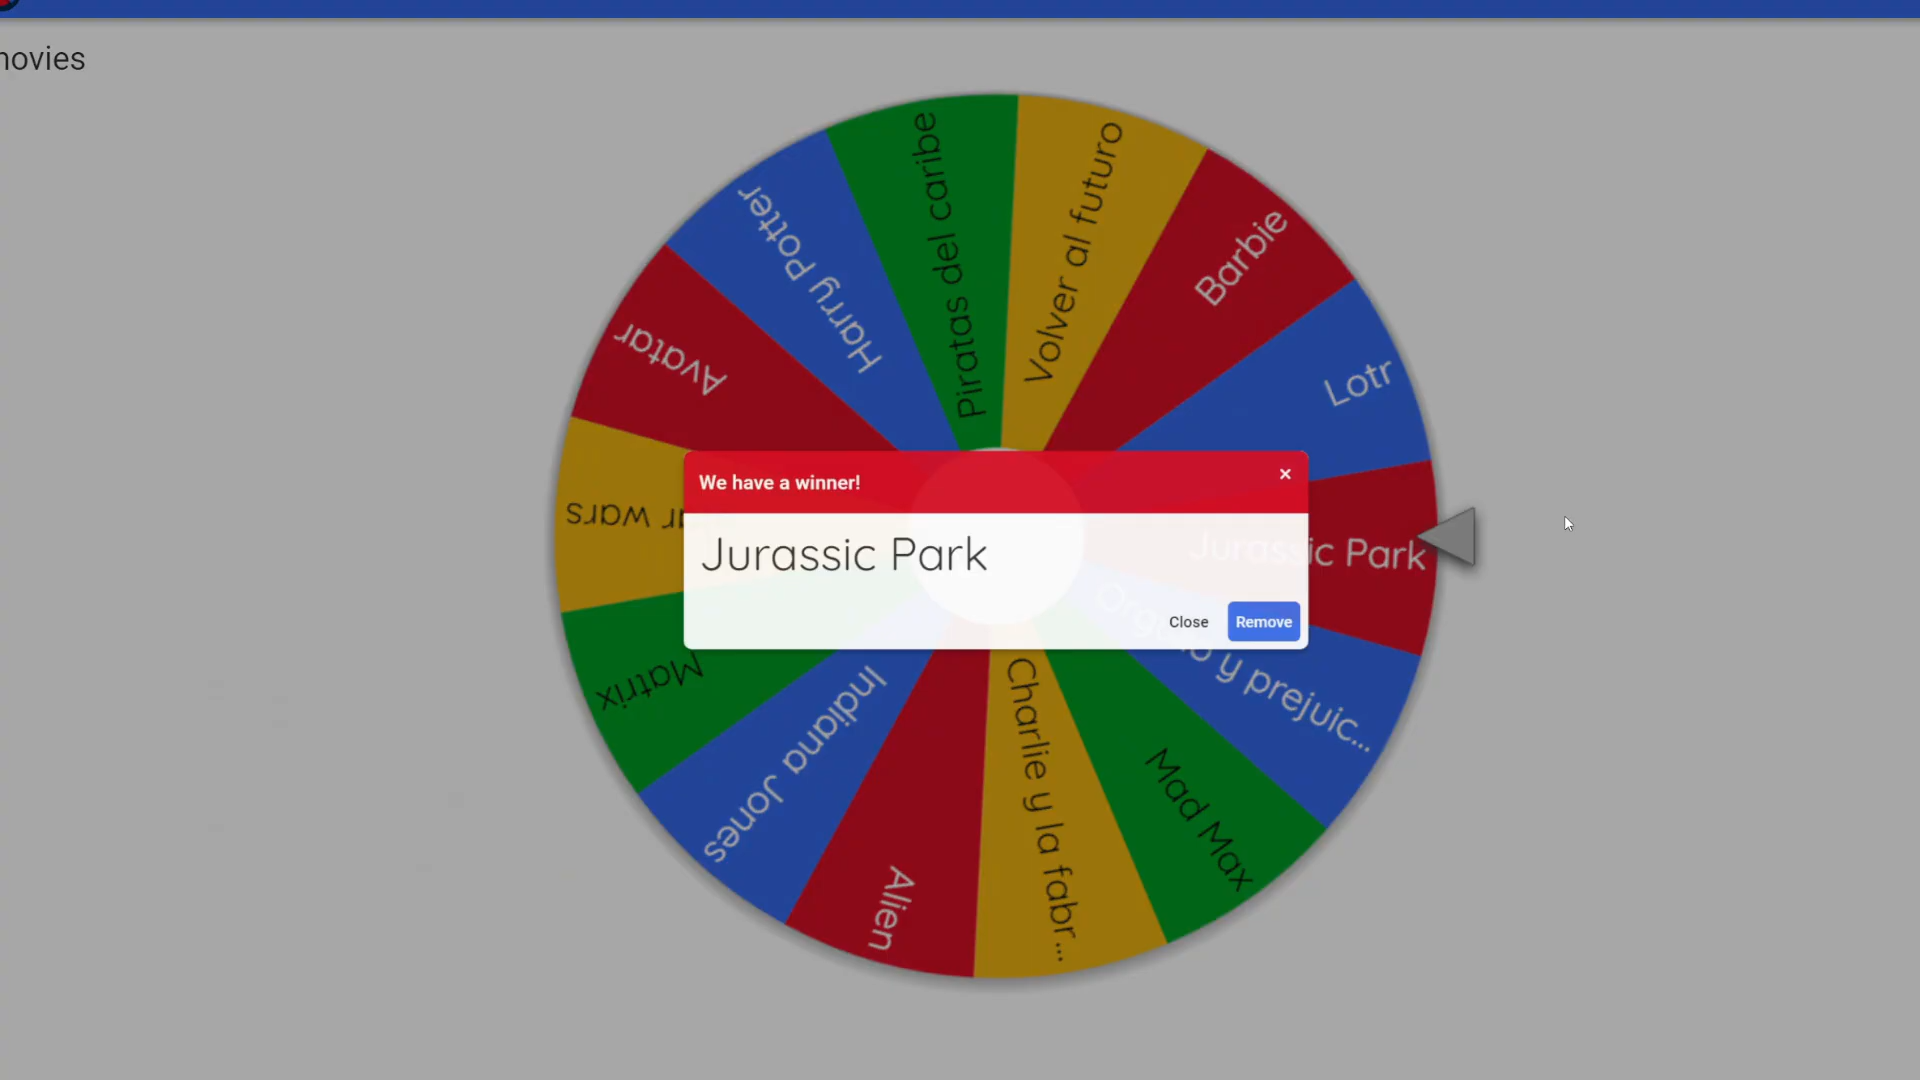 movies
Piratas del caribe
Volver al futuro
Barbie
Lotr
Harry Potter
Avatar
wars
We have a winner!
Jurassic Park
Jurassic Park
Close
Remove
y prejuic...
Mad Max
Charlie y la fabr...
Alien
Indiana Jones
Matrix